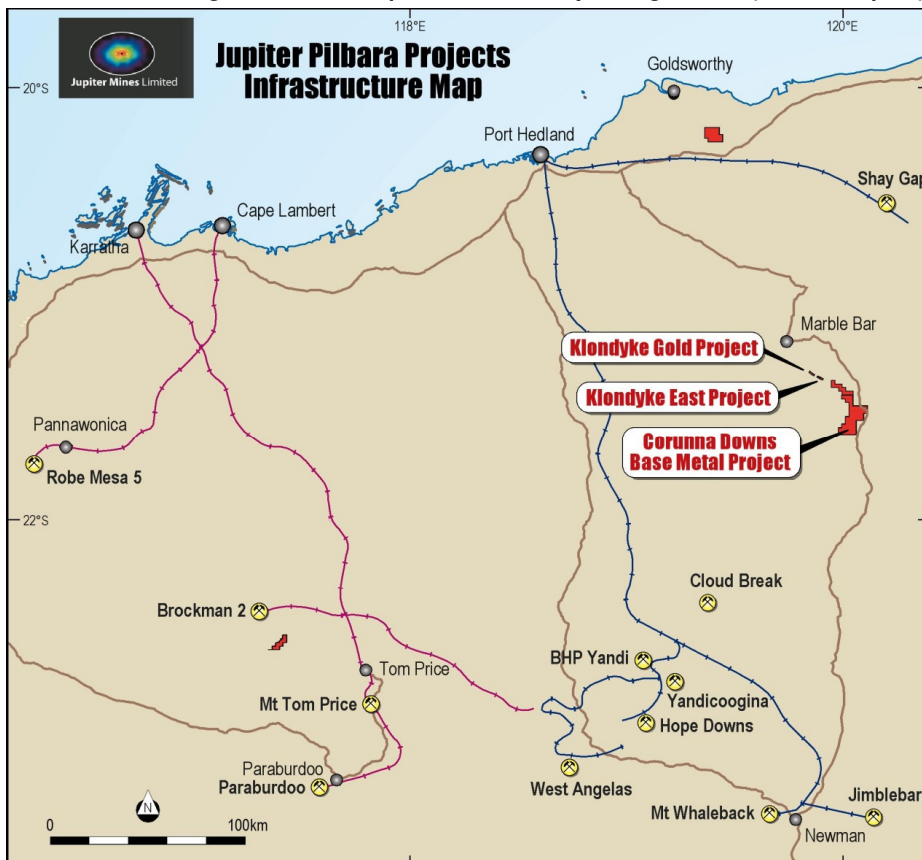 118°E
120°E
Jupiter Mines Limited
Jupiter Pilbara Projects
Infrastructure Map
20°S
Goldsworthy
Port Hedland
Shay Gap
Cape Lambert
Karratha
Marble Bar
Klondyke Gold Project
Klondyke East Project
Corunna Downs
Base Metal Project
Pannawonica
Robe Mesa 5
22°S
Cloud Break
Brockman 2
BHP Yandi
Tom Price
Yandicoogina
Mt Tom Price
Hope Downs
Paraburdoo
Paraburdoo
West Angelas
N
Mt Whaleback
Jimblebar
Newman
0
100km